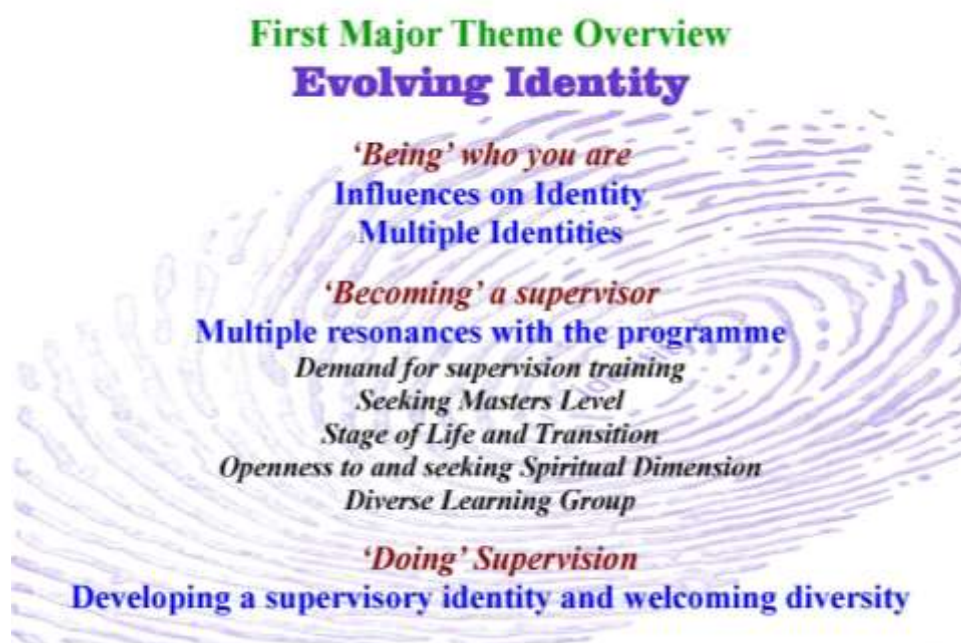 First Major Theme Overview
Evolving Identity
‘Being’ who you are
Influences on Identity
Multiple Identities
‘Becoming’ a supervisor
Multiple resonances with the programme
Demand for supervision training
Seeking Masters Level
Stage of Life and Transition
Openness to and seeking Spiritual Dimension
Diverse Learning Group
‘Doing’ Supervision
Developing a supervisory identity and welcoming diversity